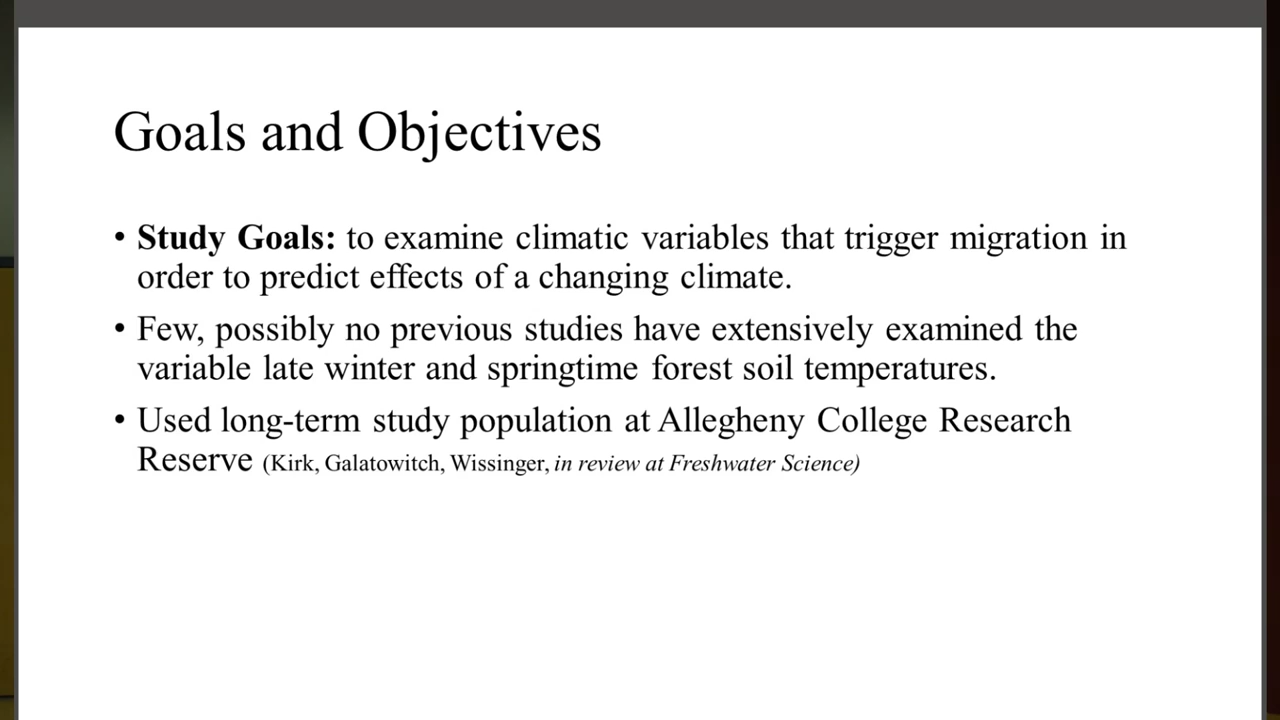 Goals and Objectives
• Study Goals: to examine climatic variables that trigger migration in
order to predict effects of a changing climate.
• Few, possibly no previous studies have extensively examined the
variable late winter and springtime forest soil temperatures.
• Used long-term study population at Allegheny College Research
Reserve (Kirk, Galatowitch, Wissinger, in review at Freshwater Science)